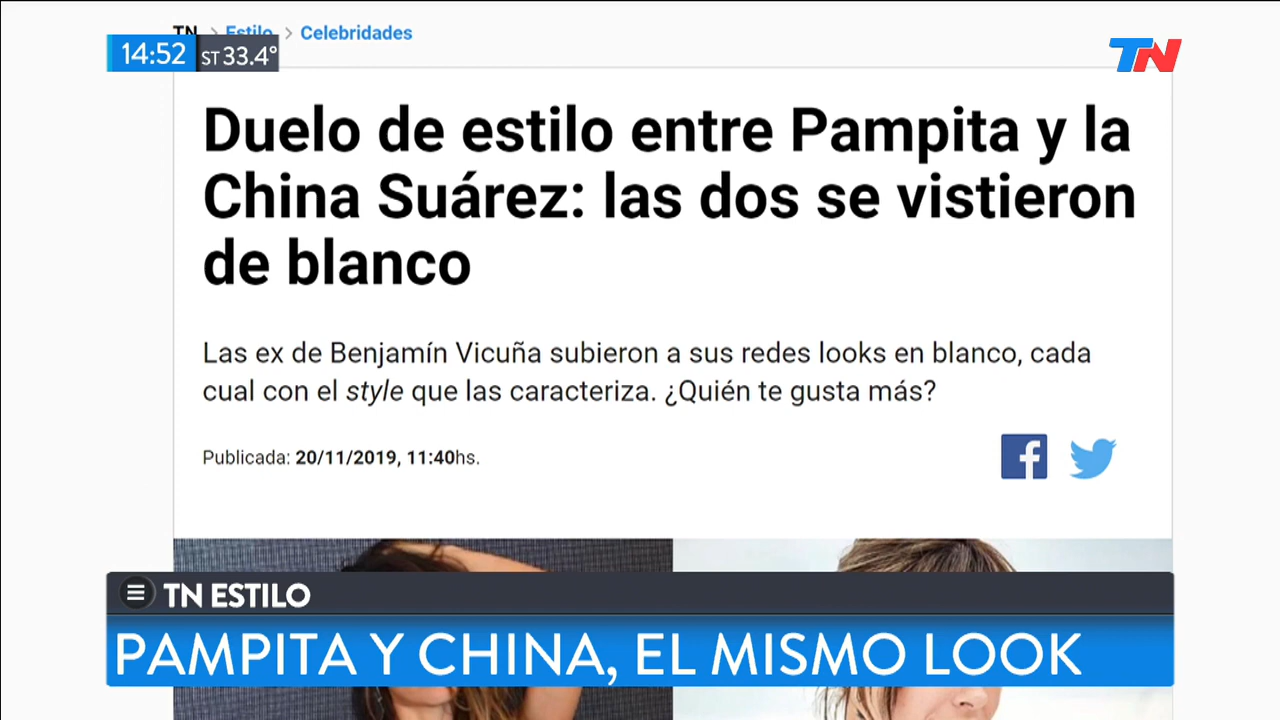 TN > Estilo > Celebridades
14:52 ST 33.4°
TN
Duelo de estilo entre Pampita y la
China Suárez: las dos se vistieron
de blanco
Las ex de Benjamín Vicuña subieron a sus redes looks en blanco, cada
cual con el style que las caracteriza. ¿Quién te gusta más?
Publicada: 20/11/2019, 11:40hs.
TN ESTILO
PAMPITA Y CHINA, EL MISMO LOOK